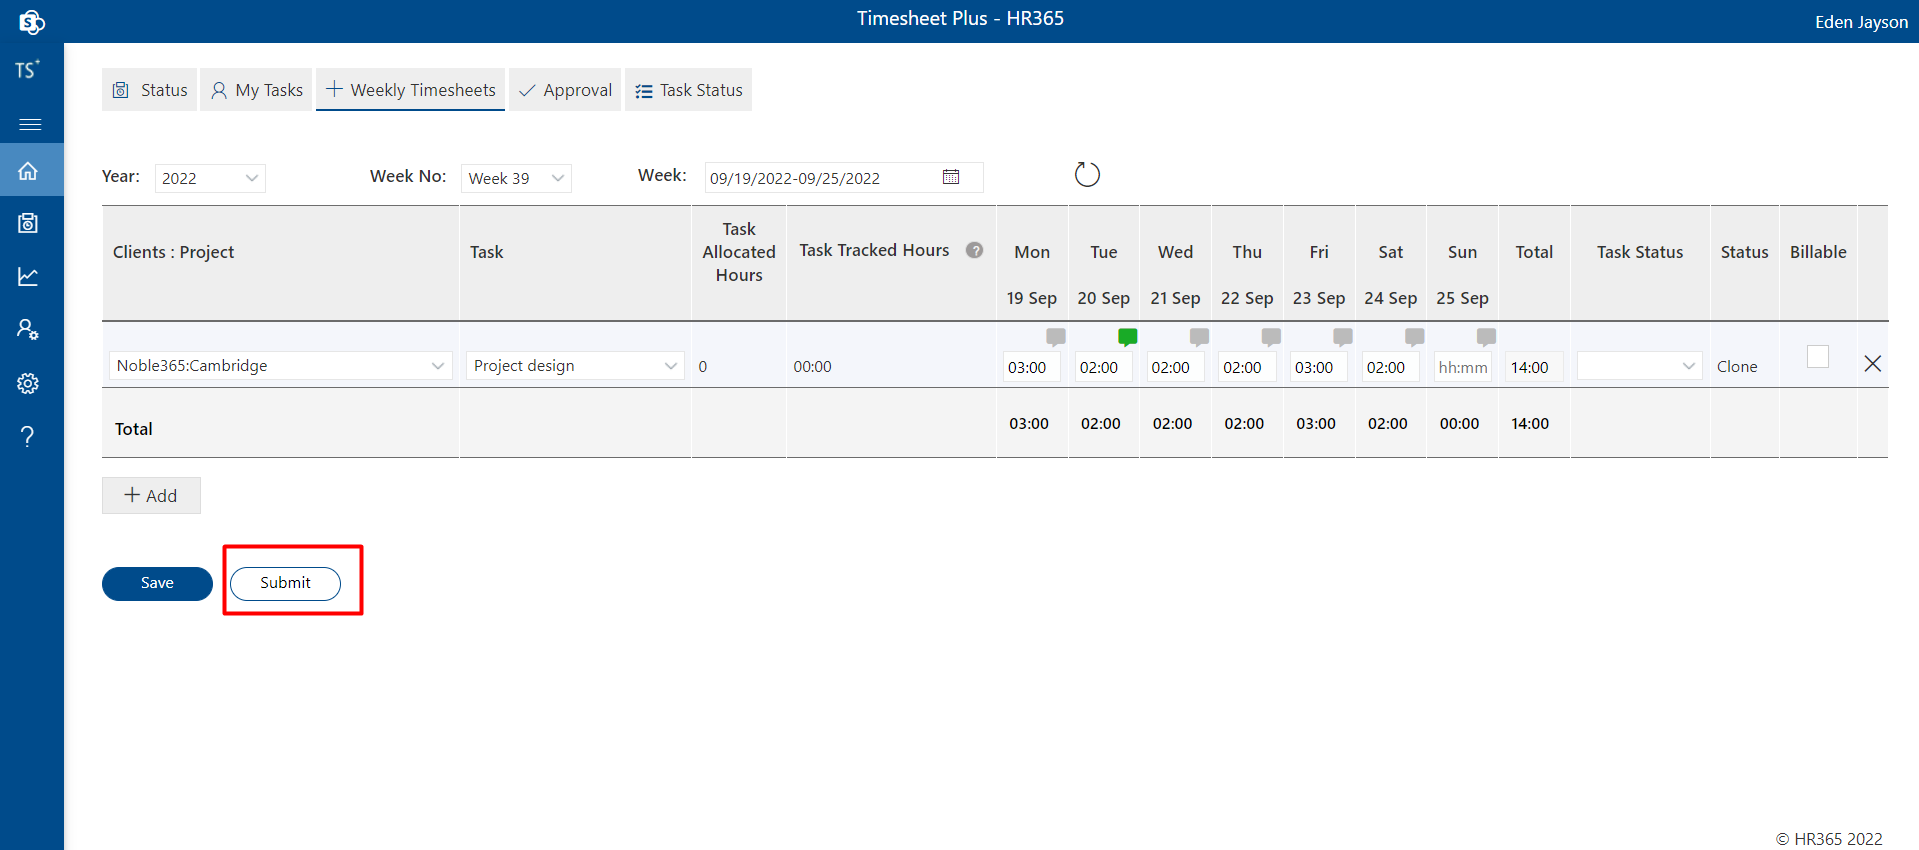 Timesheet Plus - HR365
Eden Jayson
TS+
Status
My Tasks
Weekly Timesheets
Approval
Task Status
Year: 2022 Week No: Week 39 Week: 09/19/2022-09/25/2022
Clients : Project Task Task Allocated Hours Task Tracked Hours ? Mon 19 Sep Tue 20 Sep Wed 21 Sep Thu 22 Sep Fri 23 Sep Sat 24 Sep Sun 25 Sep Total Task Status Status Billable
Noble365:Cambridge Project design 0 00:00 03:00 02:00 02:00 02:00 03:00 02:00 hh:mm 14:00 Clone
Total 03:00 02:00 02:00 02:00 03:00 02:00 00:00 14:00
Add
Save Submit
© HR365 2022